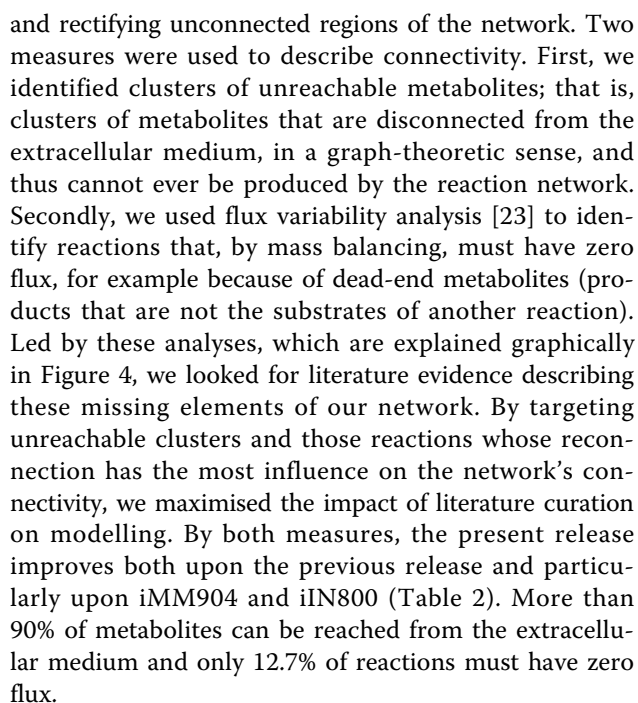 and rectifying unconnected regions of the network. Two
measures were used to describe connectivity. First, we
identified clusters of unreachable metabolites; that is,
clusters of metabolites that are disconnected from the
extracellular medium, in a graph-theoretic sense, and
thus cannot ever be produced by the reaction network.
Secondly, we used flux variability analysis [23] to iden-
tify reactions that, by mass balancing, must have zero
flux, for example because of dead-end metabolites (pro-
ducts that are not the substrates of another reaction).
Led by these analyses, which are explained graphically
in Figure 4, we looked for literature evidence describing
these missing elements of our network. By targeting
unreachable clusters and those reactions whose recon-
nection has the most influence on the network's con-
nectivity, we maximised the impact of literature curation
on modelling. By both measures, the present release
improves both upon the previous release and particu-
larly upon iMM904 and iIN800 (Table 2). More than
90% of metabolites can be reached from the extracellu-
lar medium and only 12.7% of reactions must have zero
flux.